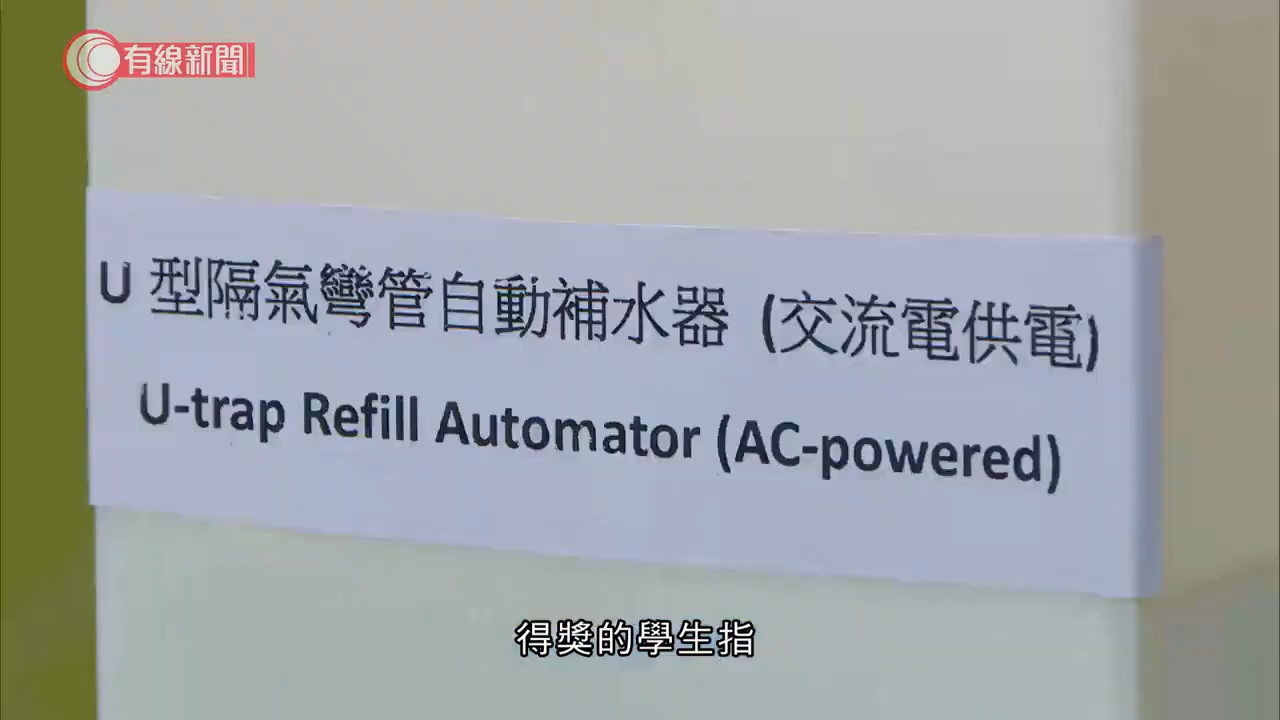 有線新聞
U 型隔氣彎管自動補水器 (交流電供電)
U-trap Refill Automator (AC-powered)
得獎的學生指